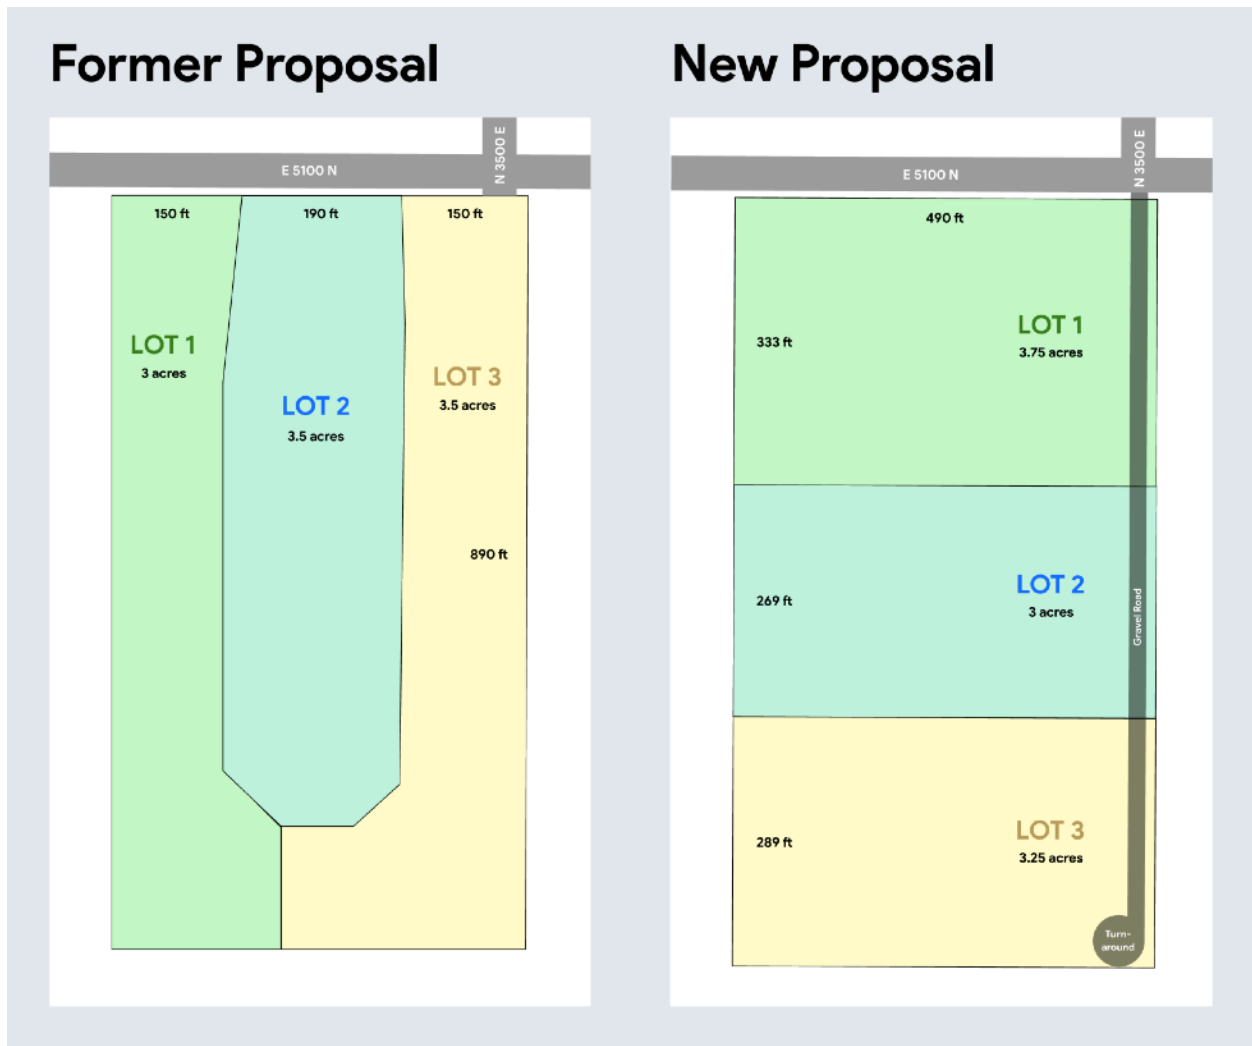 Former Proposal
E 5100 N
N 3500 E
150 ft
190 ft
150 ft
LOT 1
3 acres
LOT 2
3.5 acres
LOT 3
3.5 acres
890 ft
New Proposal
E 5100 N
N 3500 E
490 ft
LOT 1
3.75 acres
333 ft
LOT 2
3 acres
269 ft
Gravel Road
LOT 3
3.25 acres
289 ft
Turn-
around